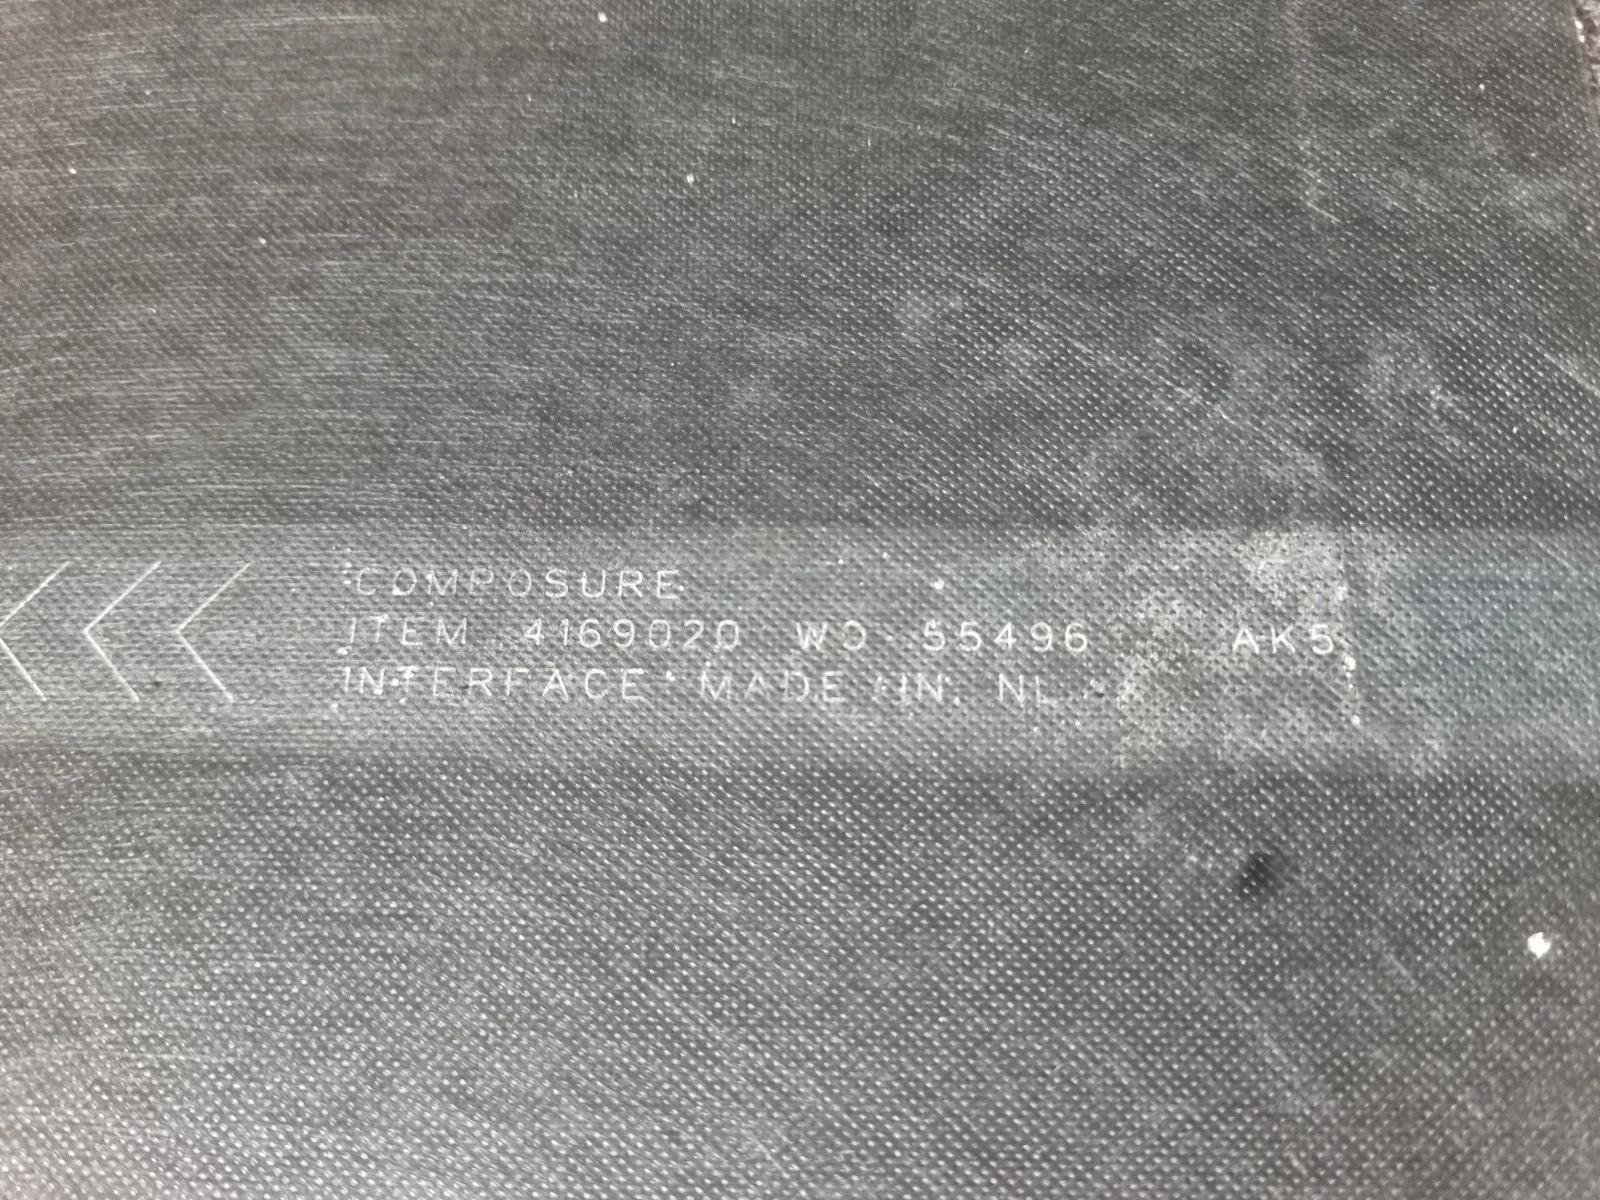 COMPOSURE
ITEM 4169020 WO 55496 AK5
INTERFACE MADE IN NL